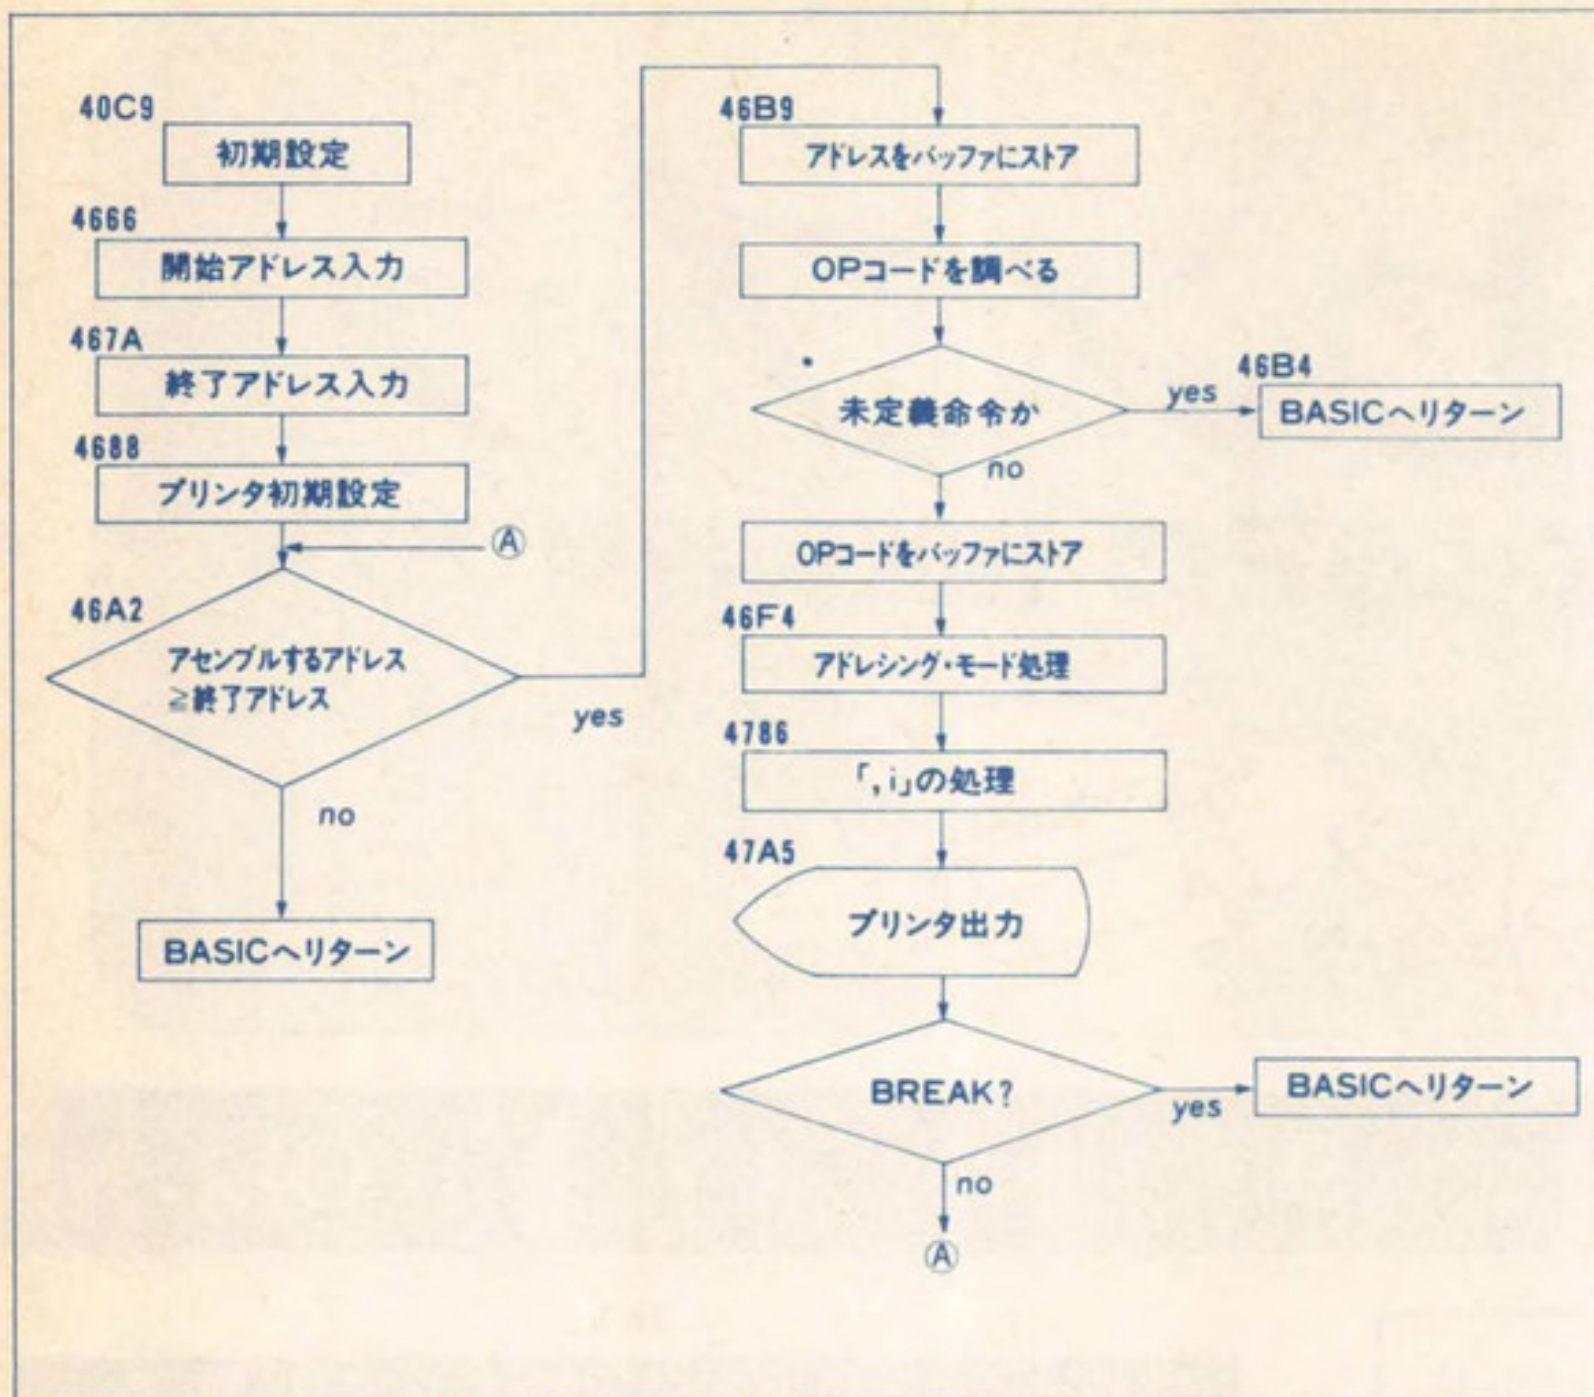 40C9
初期設定
4666
開始アドレス入力
467A
終了アドレス入力
4688
プリンタ初期設定
Ⓐ
46A2
アセンブルするアドレス
≧終了アドレス
yes
no
BASICへリターン
46B9
アドレスをバッファにストア
OPコードを調べる
未定義命令か
yes
46B4
BASICへリターン
no
OPコードをバッファにストア
46F4
アドレシング・モード処理
4786
「,i」の処理
47A5
プリンタ出力
BREAK?
yes
BASICへリターン
no
Ⓐ